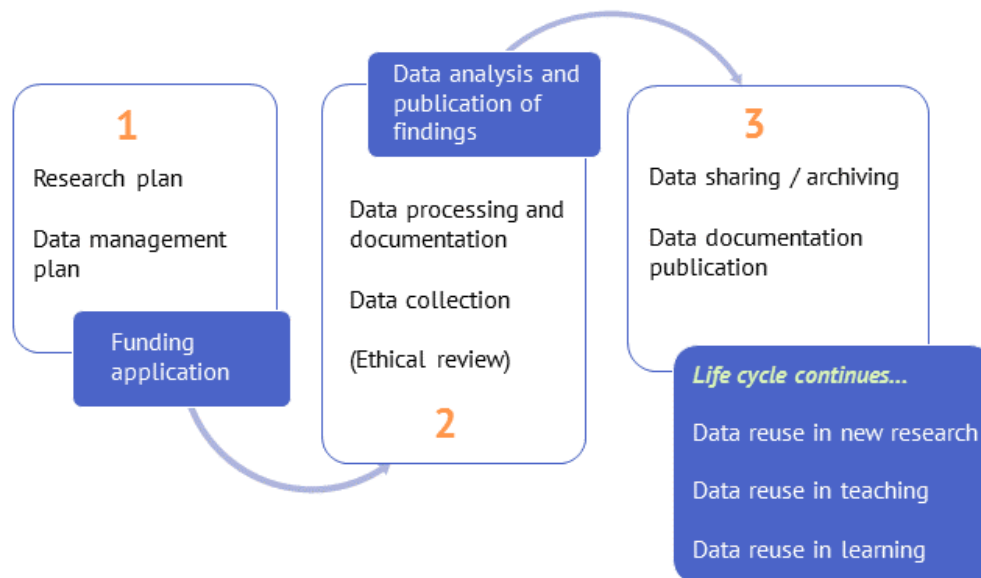 1
Research plan
Data management
plan
Funding
application
Data analysis and
publication of
findings
Data processing and
documentation
Data collection
(Ethical review)
2
3
Data sharing / archiving
Data documentation
publication
Life cycle continues...
Data reuse in new research
Data reuse in teaching
Data reuse in learning